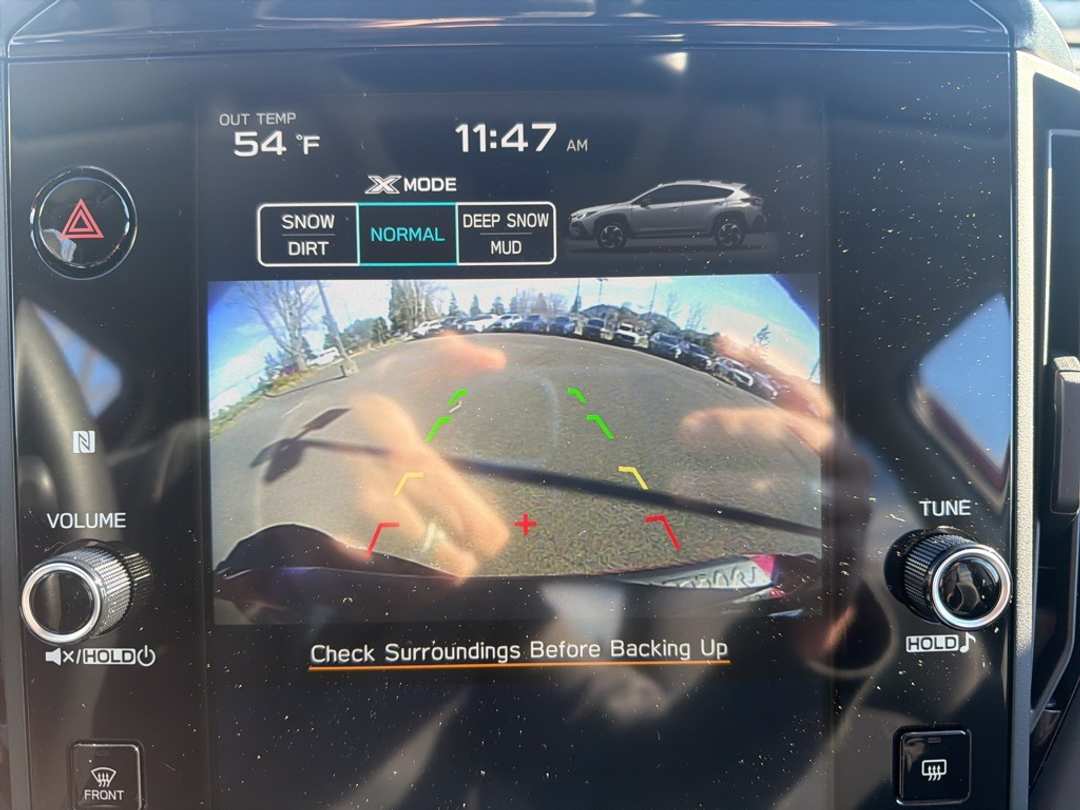 OUT TEMP
54 °F
11:47 AM
X MODE
SNOW
DIRT
NORMAL
DEEP SNOW
MUD
N
VOLUME
TUNE
/HOLD
HOLD
Check Surroundings Before Backing Up
FRONT